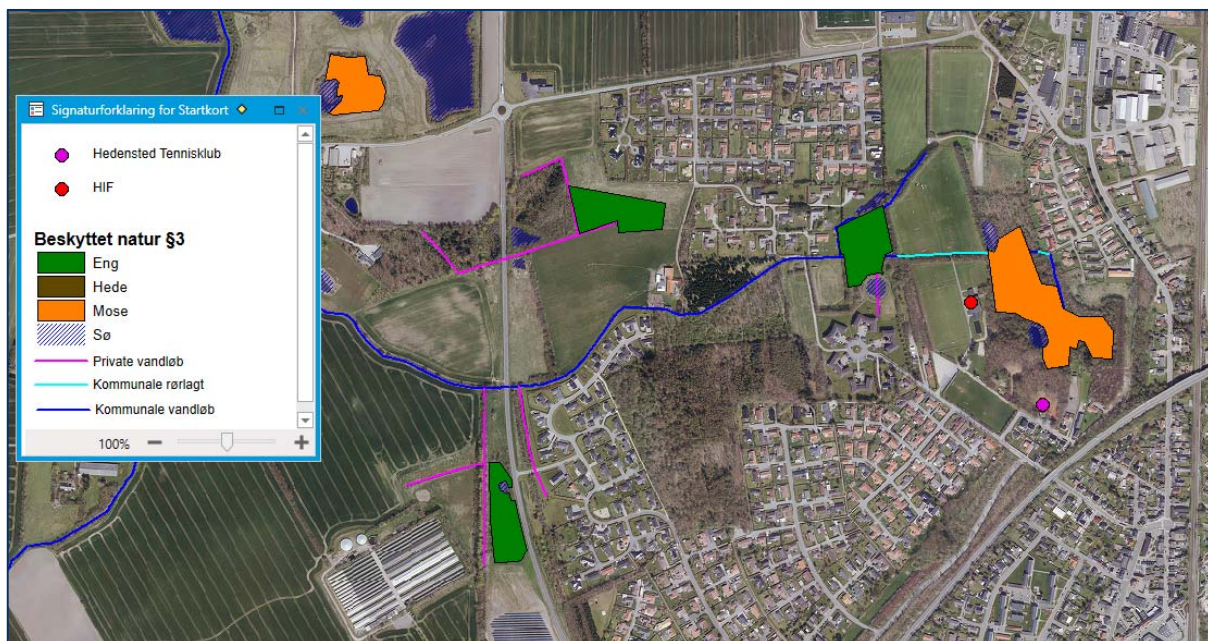 Signaturforklaring for Startkort
Hedensted Tennisklub
HIF
Beskyttet natur §3
Eng
Hede
Mose
Sø
Private vandløb
Kommunale rørlagt
Kommunale vandløb
100%